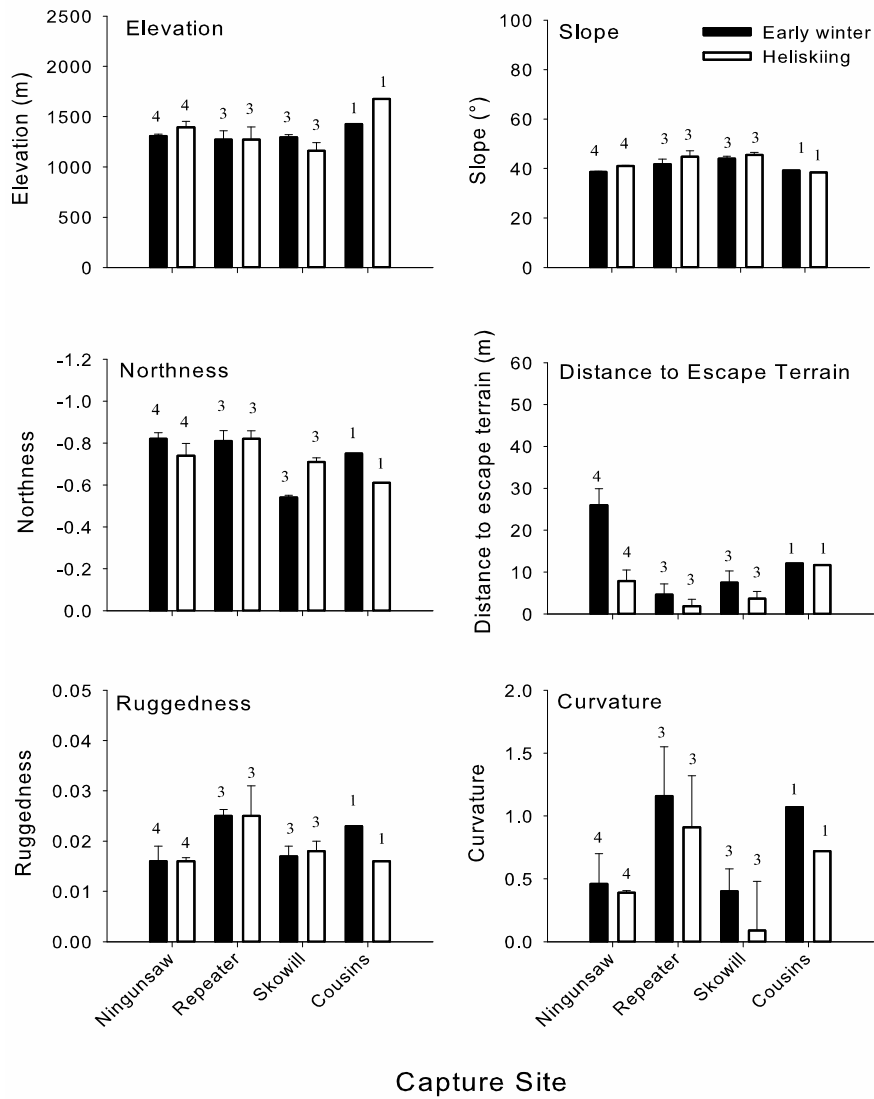 Elevation
Elevation (m)
2500
2000
1500
1000
500
0
4 4 3 3 3 3 1 1
Slope
Early winter
Heliskiing
Slope (°)
100
80
60
40
20
0
4 4 3 3 3 3 1 1
Northness
Northness
-1.2
-1.0
-0.8
-0.6
-0.4
-0.2
0.0
4 4 3 3 3 3 1 1
Distance to Escape Terrain
Distance to escape terrain (m)
60
50
40
30
20
10
0
4 4 3 3 3 3 1 1
Ruggedness
Ruggedness
0.05
0.04
0.03
0.02
0.01
0.00
4 4 3 3 3 3 1 1
Ningunsaw
Repeater
Skowill
Cousins
Curvature
Curvature
2.0
1.5
1.0
0.5
0.0
4 4 3 3 3 3 1 1
Ningunsaw
Repeater
Skowill
Cousins
Capture Site